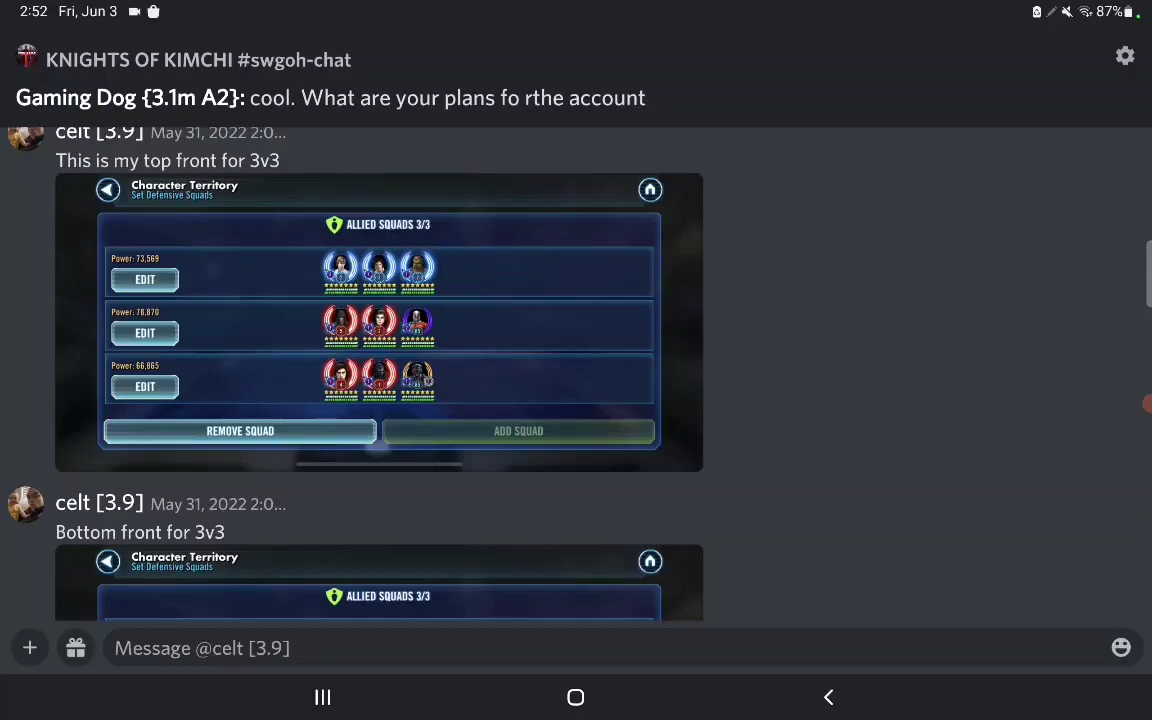 2:52 Fri, Jun 3
87%
KNIGHTS OF KIMCHI #swgoh-chat
Gaming Dog {3.1m A2}: cool. What are your plans fo rthe account
celt [3.9] May 31, 2022 2:0...
This is my top front for 3v3
Character Territory
Set Defensive Squads
ALLIED SQUADS 3/3
Power: 73,569
EDIT
Power: 78,870
EDIT
Power: 66,865
EDIT
REMOVE SQUAD
ADD SQUAD
celt [3.9] May 31, 2022 2:0...
Bottom front for 3v3
Character Territory
Set Defensive Squads
ALLIED SQUADS 3/3
Message @celt [3.9]